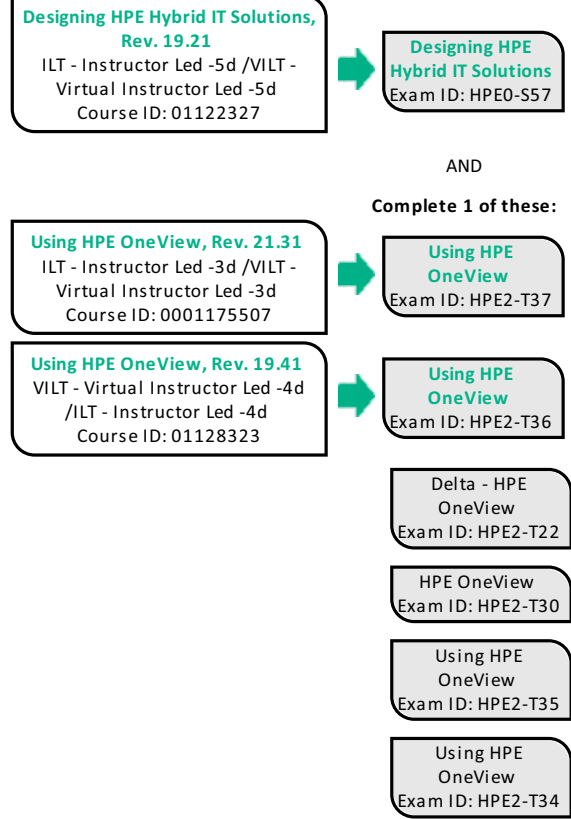 Designing HPE Hybrid IT Solutions,
Rev. 19.21
ILT - Instructor Led -5d /VILT -
Virtual Instructor Led -5d
Course ID: 01122327
Designing HPE
Hybrid IT Solutions
Exam ID: HPE0-S57
AND
Complete 1 of these:
Using HPE OneView, Rev. 21.31
ILT - Instructor Led -3d /VILT -
Virtual Instructor Led -3d
Course ID: 0001175507
Using HPE
OneView
Exam ID: HPE2-T37
Using HPE OneView, Rev. 19.41
VILT - Virtual Instructor Led -4d
/ILT - Instructor Led -4d
Course ID: 01128323
Using HPE
OneView
Exam ID: HPE2-T36
Delta - HPE
OneView
Exam ID: HPE2-T22
HPE OneView
Exam ID: HPE2-T30
Using HPE
OneView
Exam ID: HPE2-T35
Using HPE
OneView
Exam ID: HPE2-T34